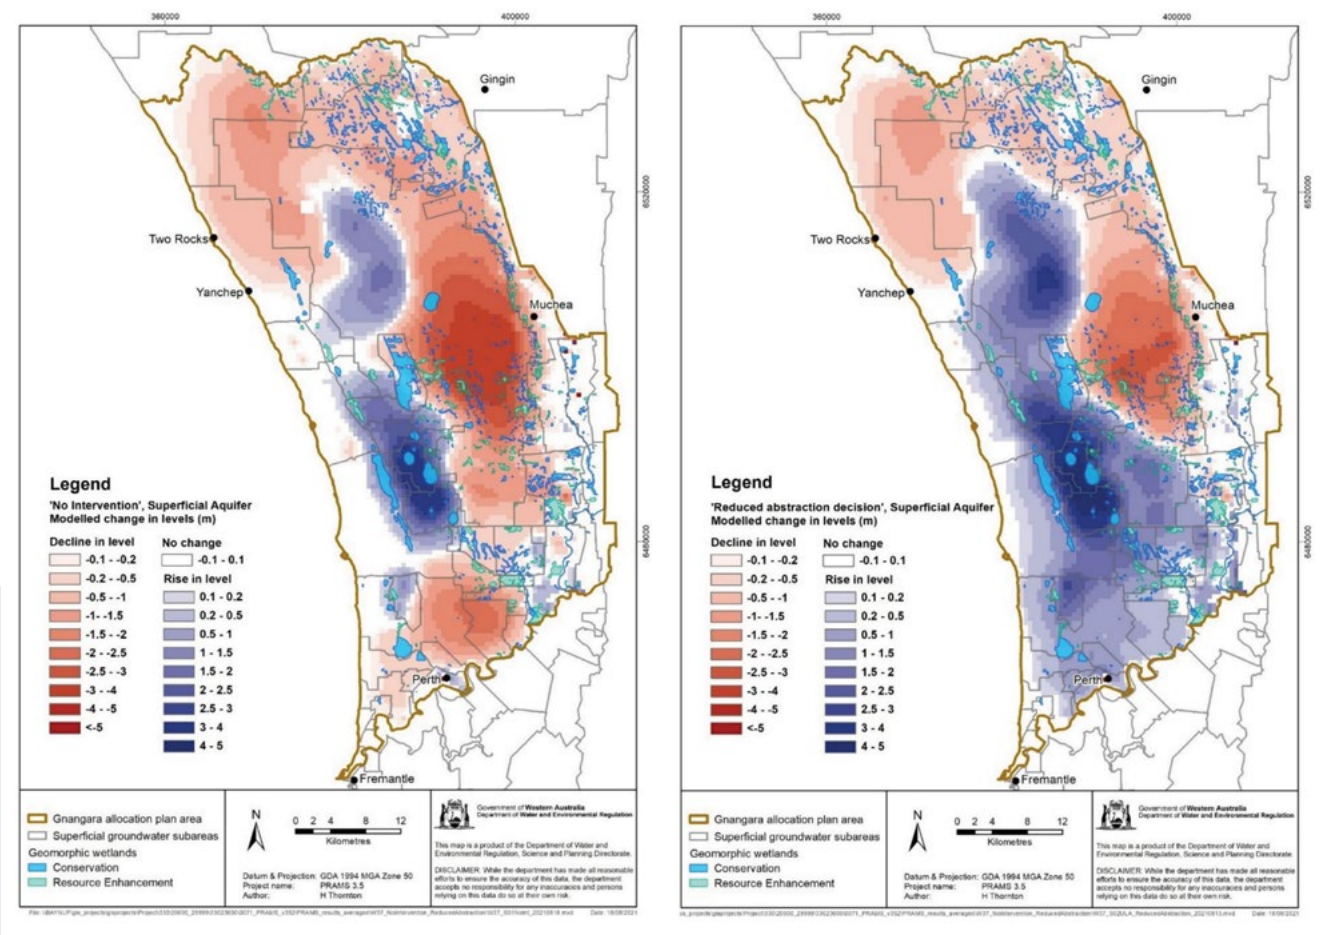 360000
400000
Gingin
6520000
Two Rocks
Yanchep
Muchea
Legend
'No Intervention', Superficial Aquifer
Modelled change in levels (m)
Decline in level
No change
-0.1 - -0.2
-0.1 - 0.1
-0.2 - -0.5
Rise in level
-0.5 - -1
0.1 - 0.2
-1- -1.5
0.2 - 0.5
-1.5 - -2
0.5 - 1
-2 - -2.5
1 - 1.5
-2.5 - -3
1.5 - 2
-3 - -4
2 - 2.5
-4 - -5
2.5 - 3
<-5
3 - 4
4 - 5
6480000
Perth
Fremantle
Gnangara allocation plan area
Superficial groundwater subareas
Geomorphic wetlands
Conservation
Resource Enhancement
N
0 2 4 8 12
Kilometres
Datum & Projection: GDA 1994 MGA Zone 50
Project name: PRAMS 3.5
Author: H Thornton
Government of Western Australia
Department of Water and Environmental Regulation
This map is a product of the Department of Water and
Environmental Regulation, Science and Planning Directorate.
DISCLAIMER: While the department has made all reasonable
efforts to ensure the accuracy of this data, the department
accepts no responsibility for any inaccuracies and persons
relying on this data do so at their own risk.
360000
400000
Gingin
6520000
Two Rocks
Yanchep
Muchea
Legend
'Reduced abstraction decision', Superficial Aquifer
Modelled change in levels (m)
Decline in level
No change
-0.1 - -0.2
-0.1 - 0.1
-0.2 - -0.5
Rise in level
-0.5 - -1
0.1 - 0.2
-1- -1.5
0.2 - 0.5
-1.5 - -2
0.5 - 1
-2 - -2.5
1 - 1.5
-2.5 - -3
1.5 - 2
-3 - -4
2 - 2.5
-4 - -5
2.5 - 3
<-5
3 - 4
4 - 5
6480000
Perth
Fremantle
Gnangara allocation plan area
Superficial groundwater subareas
Geomorphic wetlands
Conservation
Resource Enhancement
N
0 2 4 8 12
Kilometres
Datum & Projection: GDA 1994 MGA Zone 50
Project name: PRAMS 3.5
Author: H Thornton
Government of Western Australia
Department of Water and Environmental Regulation
This map is a product of the Department of Water and
Environmental Regulation, Science and Planning Directorate.
DISCLAIMER: While the department has made all reasonable
efforts to ensure the accuracy of this data, the department
accepts no responsibility for any inaccuracies and persons
relying on this data do so at their own risk.